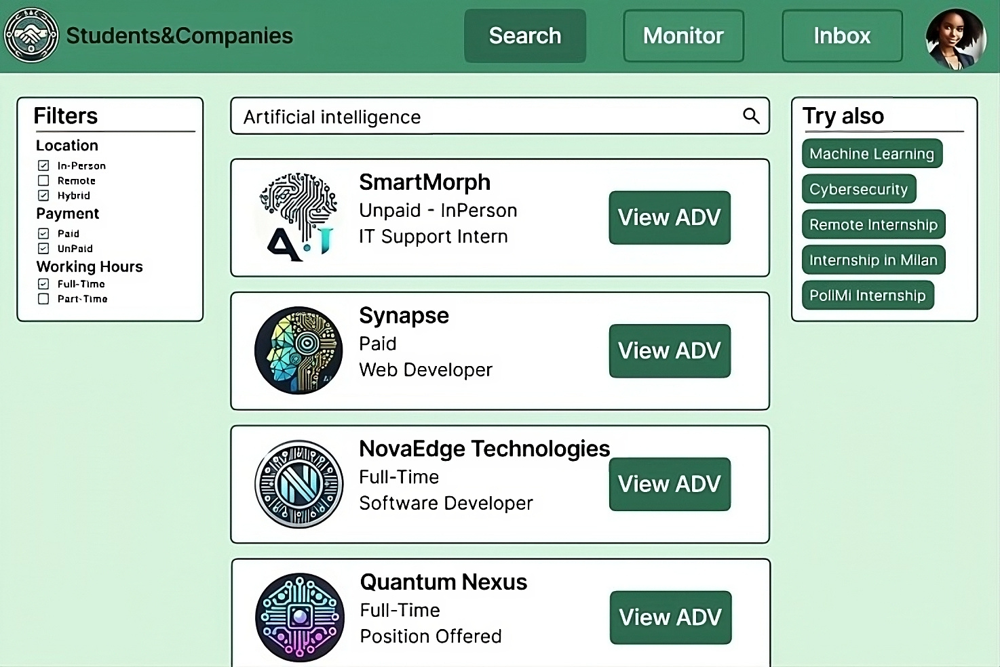 Students&Companies
Search
Monitor
Inbox
Filters
Location
In-Person
Remote
Hybrid
Payment
Paid
UnPaid
Working Hours
Full-Time
Part-Time
Artificial intelligence
SmartMorph
Unpaid - InPerson
IT Support Intern
View ADV
A.I
Synapse
Paid
Web Developer
View ADV
NovaEdge Technologies
Full-Time
Software Developer
View ADV
N
Quantum Nexus
Full-Time
Position Offered
View ADV
Try also
Machine Learning
Cybersecurity
Remote Internship
Internship in Milan
PoliMi Internship